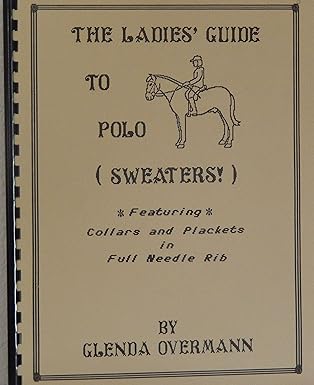 THE LADIES' GUIDE
TO
POLO
( SWEATERS! )
* Featuring *
Collars and Plackets
in
Full Needle Rib
BY
GLENDA OVERMANN